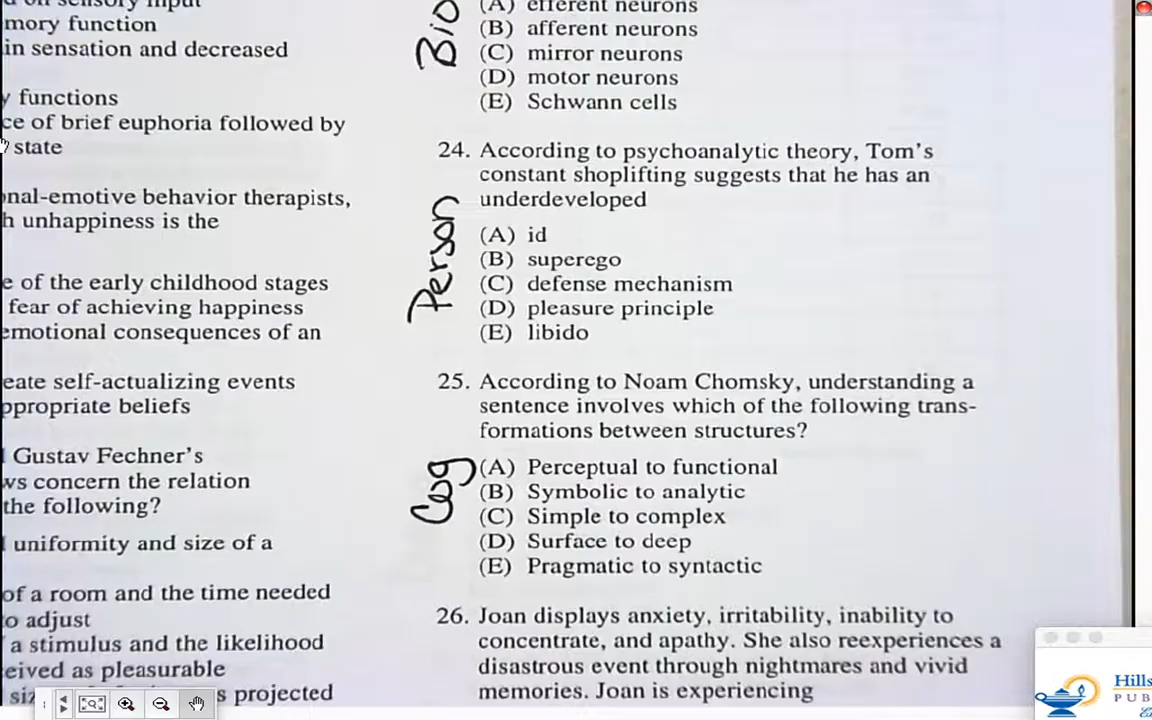 mory function
in sensation and decreased
functions
ce of brief euphoria followed by
state
nal-emotive behavior therapists,
h unhappiness is the
e of the early childhood stages
fear of achieving happiness
emotional consequences of an
eate self-actualizing events
ppropriate beliefs
Gustav Fechner's
ws concern the relation
the following?
uniformity and size of a
of a room and the time needed
to adjust
a stimulus and the likelihood
ceived as pleasurable
s projected
Bio
(A) efferent neurons
(B) afferent neurons
(C) mirror neurons
(D) motor neurons
(E) Schwann cells
Person
24. According to psychoanalytic theory, Tom's
constant shoplifting suggests that he has an
underdeveloped
(A) id
(B) superego
(C) defense mechanism
(D) pleasure principle
(E) libido
25. According to Noam Chomsky, understanding a
sentence involves which of the following trans-
formations between structures?
Cog
(A) Perceptual to functional
(B) Symbolic to analytic
(C) Simple to complex
(D) Surface to deep
(E) Pragmatic to syntactic
26. Joan displays anxiety, irritability, inability to
concentrate, and apathy. She also reexperiences a
disastrous event through nightmares and vivid
memories. Joan is experiencing
Hills
PUB